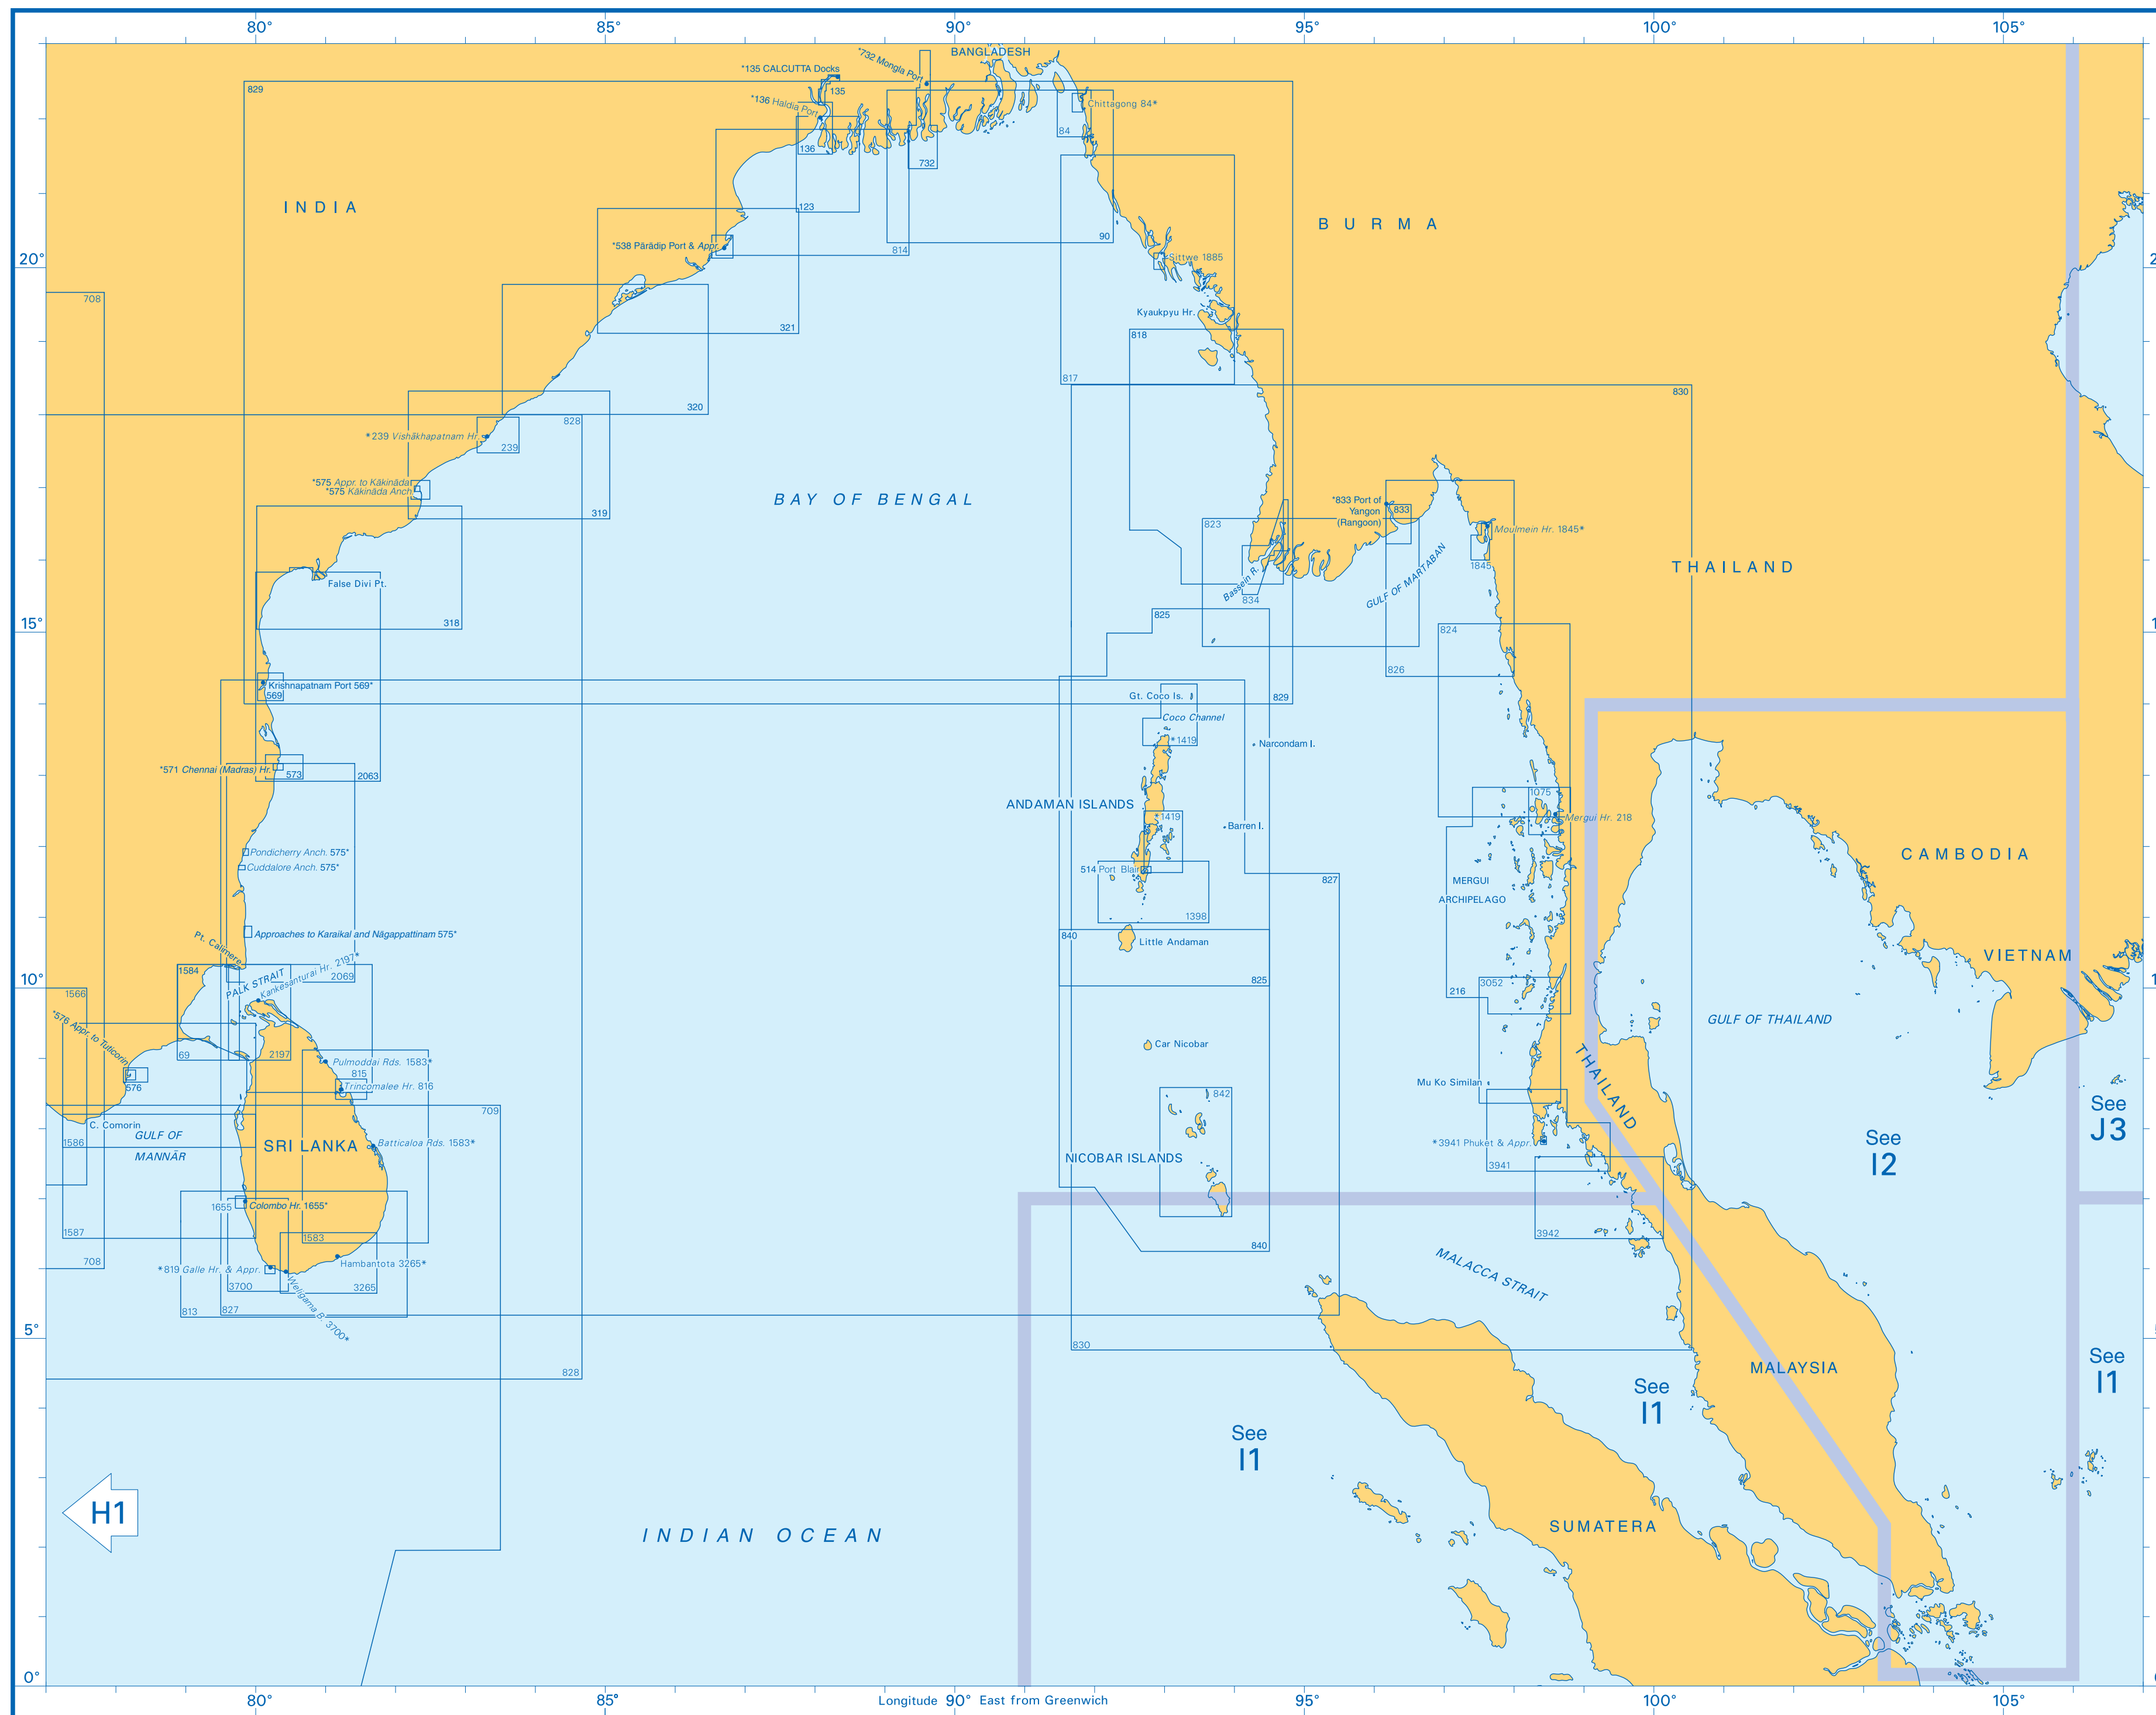 80°
85°
90°
95°
100°
105°
BANGLADESH
*732 Mongla Port
*135 CALCUTTA Docks
135
829
*136 Haldia Port
Chittagong 84*
84
136
732
INDIA
123
BURMA
90
*538 Pārādip Port & Appr.
814
Sittwe 1885
20°
708
Kyaukpyu Hr.
321
818
817
830
320
828
*239 Vishākhapatnam Hr.
239
*575 Appr. to Kākināda
*575 Kākināda Anch.
BAY OF BENGAL
*833 Port of
Yangon
(Rangoon)
833
319
823
Moulmein Hr. 1845*
GULF OF MARTABAN
1845
THAILAND
False Divi Pt.
Bassein R.
834
825
318
15°
824
826
Krishnapatnam Port 569*
569
Gt. Coco Is.
829
Coco Channel
*1419
Narcondam I.
*571 Chennai (Madras) Hr.
573
2063
1075
ANDAMAN ISLANDS
*1419
Barren I.
Mergui Hr. 218
Pondicherry Anch. 575*
Cuddalore Anch. 575*
CAMBODIA
514 Port Blair
827
MERGUI
ARCHIPELAGO
1398
Approaches to Karaikal and Nāgappattinam 575*
840
Little Andaman
Pt. Calimere
VIETNAM
1584
PALK STRAIT
Kankesanturai Hr. 2197*
2069
10°
825
3052
1566
216
*576 Appr. to Tuticorin
GULF OF THAILAND
69
2197
Car Nicobar
Pulmoddai Rds. 1583*
815
THAILAND
576
Trincomalee Hr. 816
Mu Ko Similan
842
709
See
J3
C. Comorin
GULF OF
MANNĀR
1586
SRI LANKA
Batticaloa Rds. 1583*
*3941 Phuket & Appr.
See
I2
NICOBAR ISLANDS
3941
1655
Colombo Hr. 1655*
1587
1583
3942
840
708
*819 Galle Hr. & Appr.
Hambantota 3265*
MALACCA STRAIT
3700
3265
Weligama B. 3700*
813
827
5°
830
828
MALAYSIA
See
I1
See
I1
See
I1
H1
INDIAN OCEAN
SUMATERA
0°
80°
85°
Longitude 90° East from Greenwich
95°
100°
105°